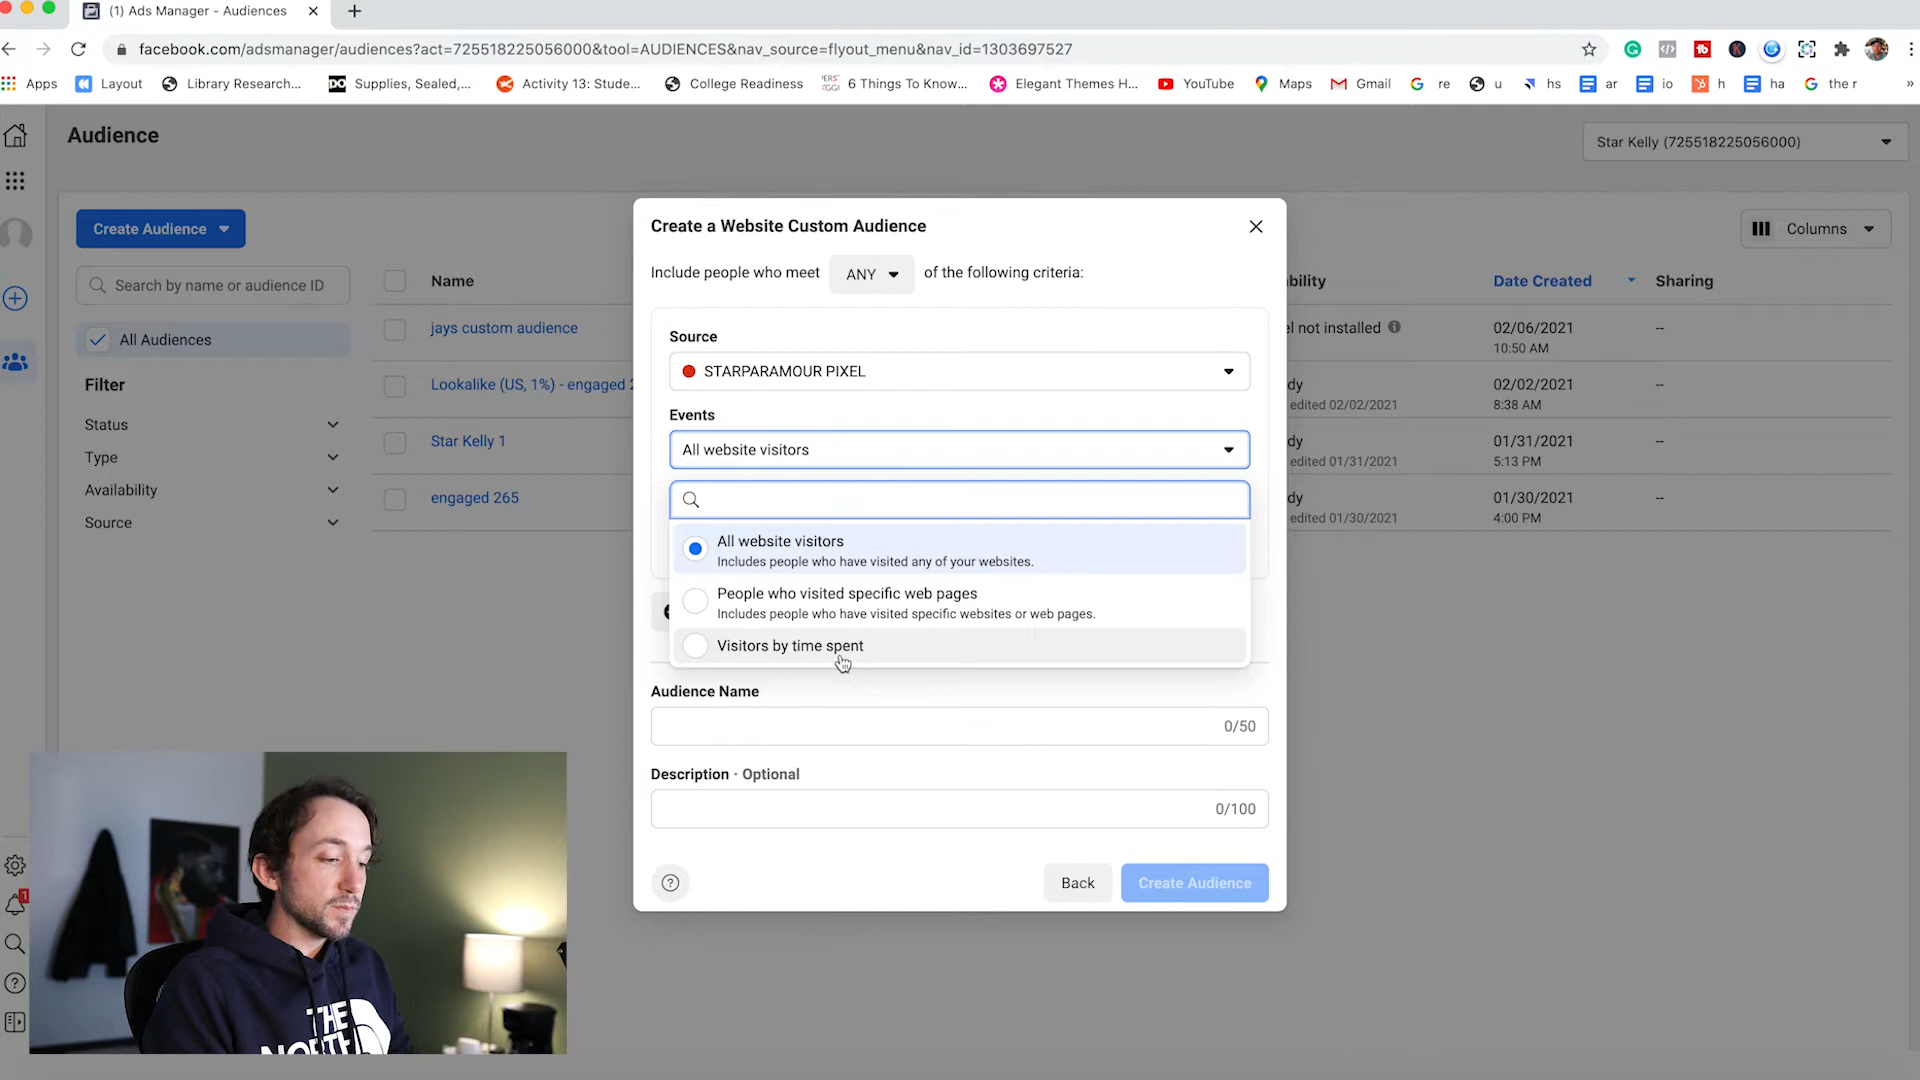 (1) Ads Manager - Audiences
facebook.com/adsmanager/audiences?act=725518225056000&tool=AUDIENCES&nav_source=flyout_menu&nav_id=1303697527
Apps
Layout
Library Research...
DO
Supplies, Sealed,...
Activity 13: Stude...
College Readiness
6 Things To Know...
Elegant Themes H...
YouTube
Maps
Gmail
re
u
hs
ar
io
h
ha
the r
Audience
Star Kelly (725518225056000)
Create Audience
Columns
Search by name or audience ID
All Audiences
Filter
Status
Type
Availability
Source
Name
bility
Date Created
Sharing
jays custom audience
el not installed
02/06/2021
10:50 AM
--
Lookalike (US, 1%) - engaged 2
dy
edited 02/02/2021
02/02/2021
8:38 AM
--
Star Kelly 1
dy
edited 01/31/2021
01/31/2021
5:13 PM
--
engaged 265
dy
edited 01/30/2021
01/30/2021
4:00 PM
--
Create a Website Custom Audience
Include people who meet ANY of the following criteria:
Source
STARPARAMOUR PIXEL
Events
All website visitors
All website visitors
Includes people who have visited any of your websites.
People who visited specific web pages
Includes people who have visited specific websites or web pages.
Visitors by time spent
Audience Name
0/50
Description · Optional
0/100
Back
Create Audience
1
THE
NORTH